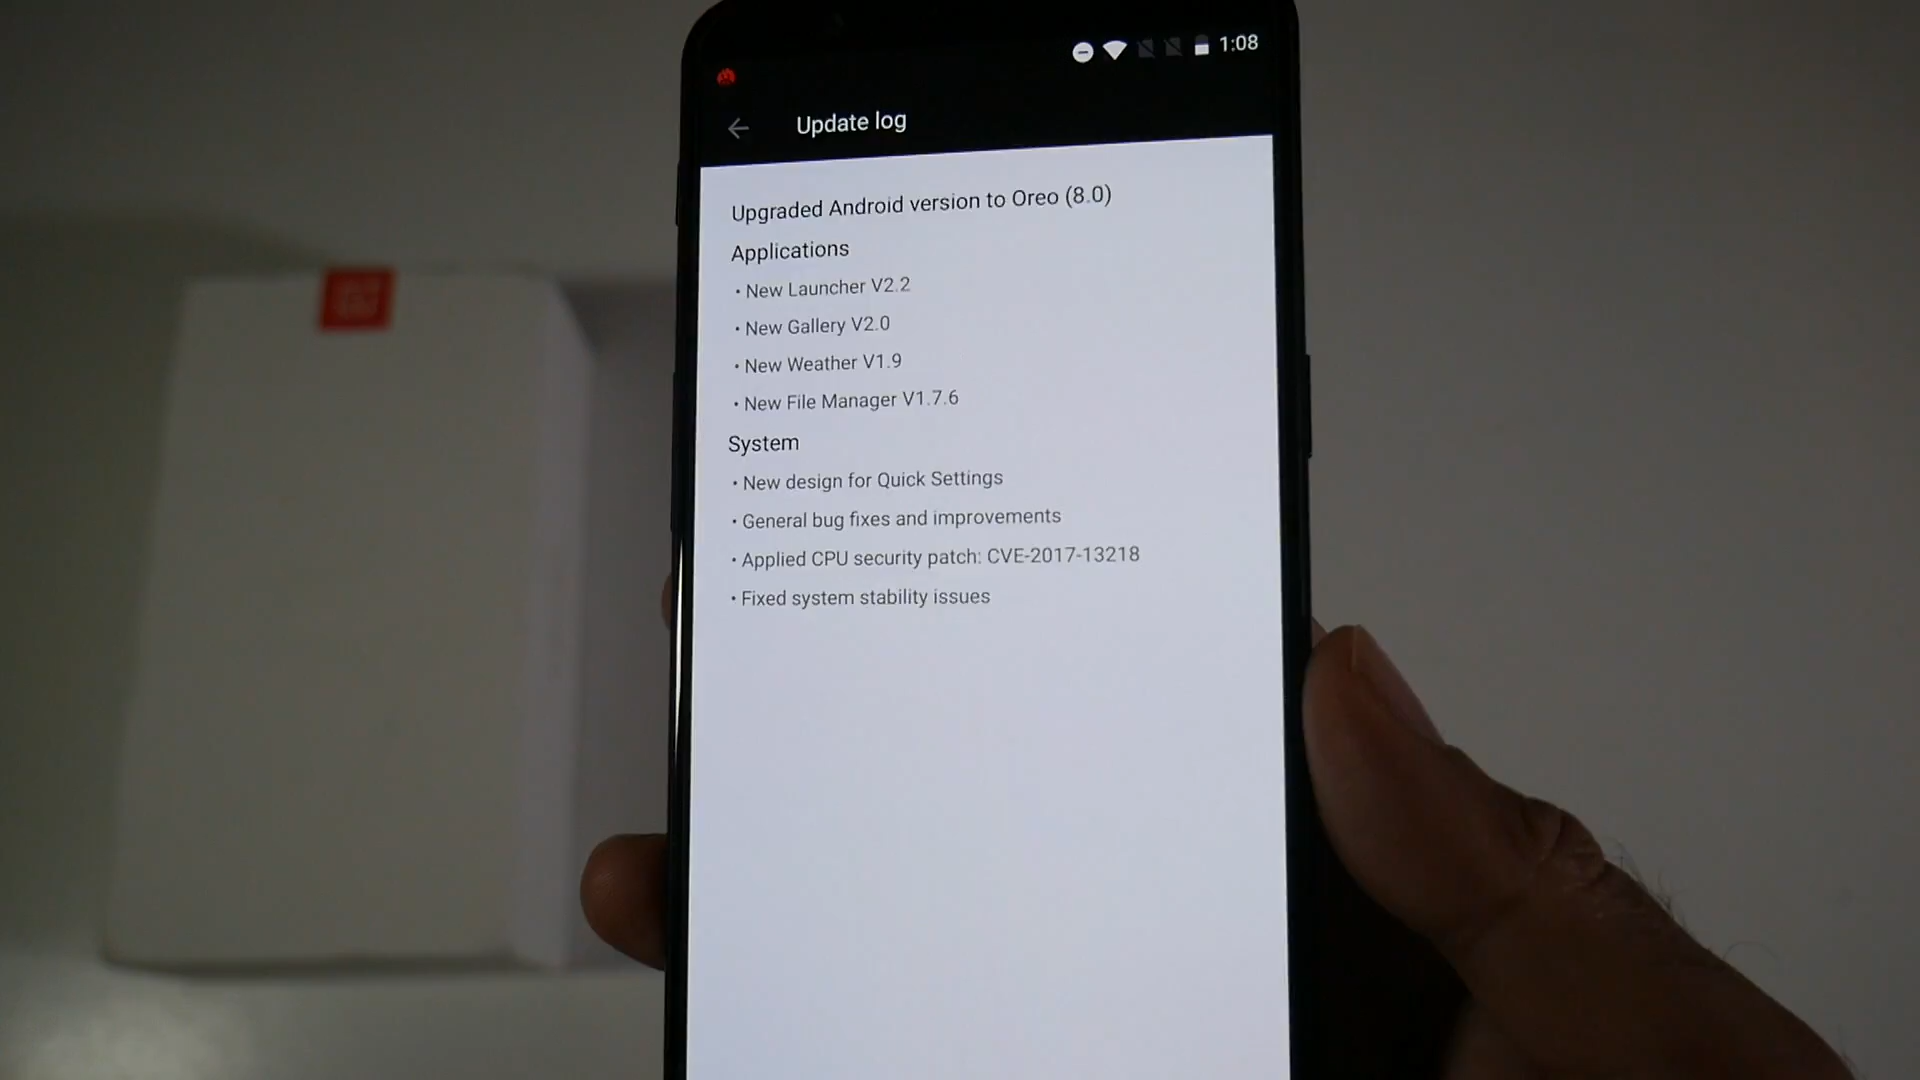 1:08
Update log
Upgraded Android version to Oreo (8.0)
Applications
• New Launcher V2.2
• New Gallery V2.0
• New Weather V1.9
• New File Manager V1.7.6
System
• New design for Quick Settings
• General bug fixes and improvements
• Applied CPU security patch: CVE-2017-13218
• Fixed system stability issues